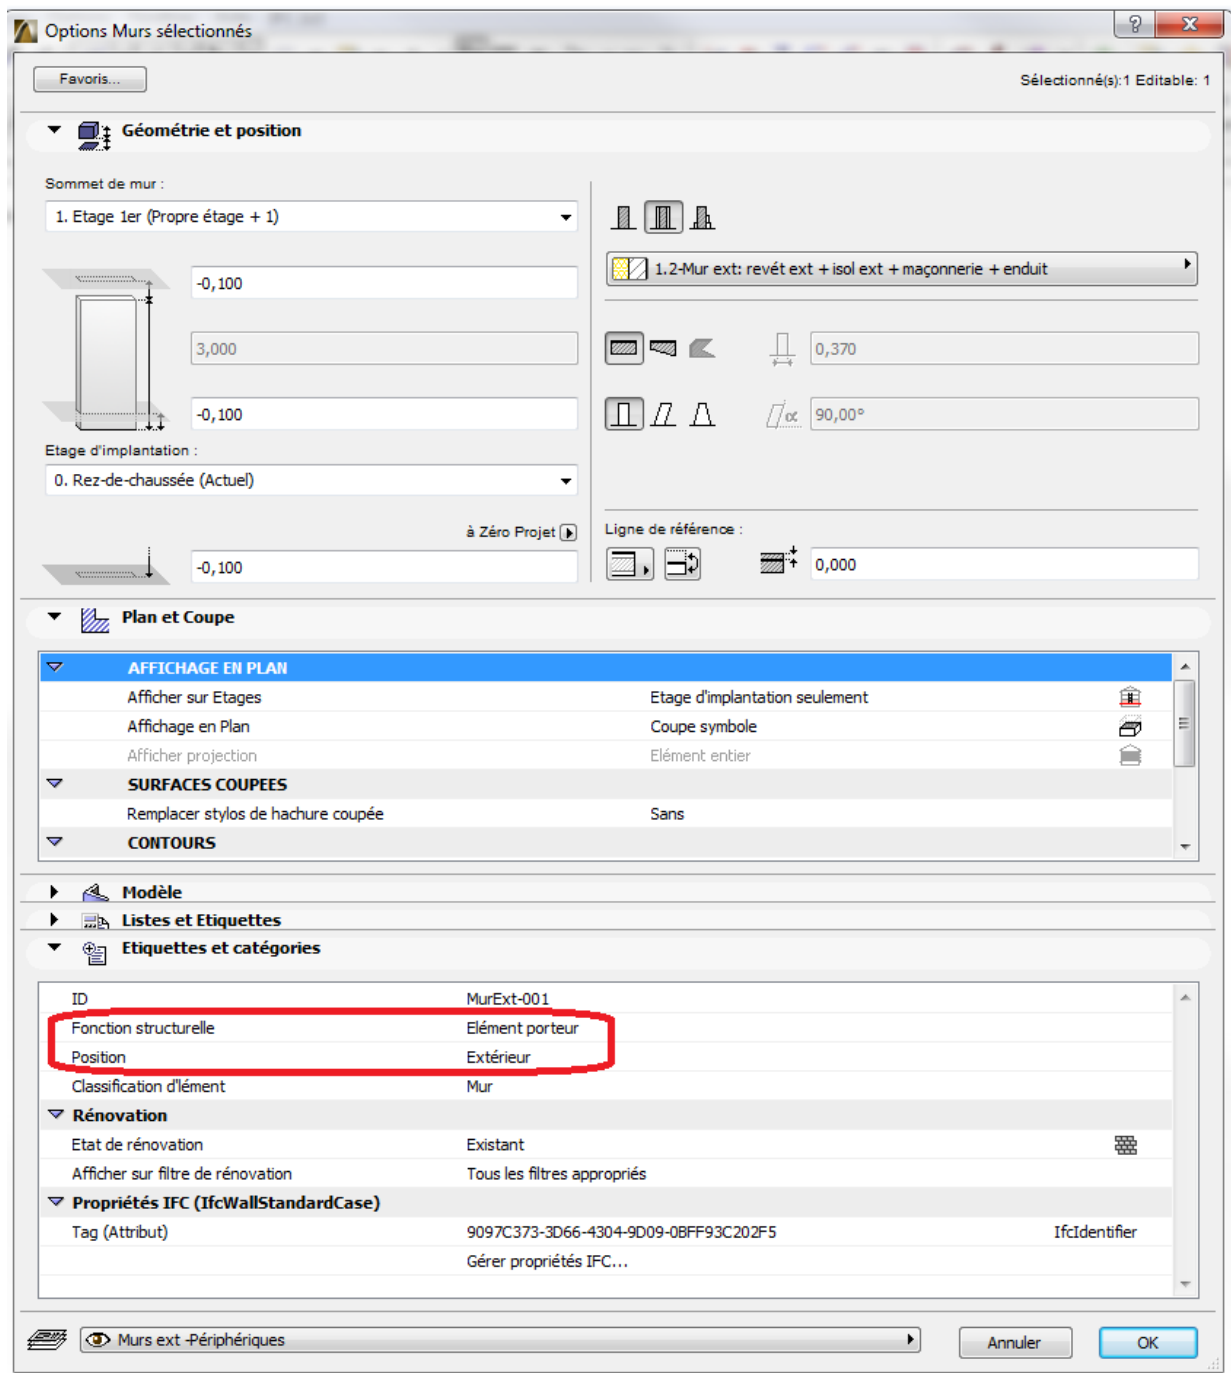 Options Murs sélectionnés
?
Favoris...
Sélectionné(s):1 Editable: 1
Géométrie et position
Sommet de mur :
1. Etage 1er (Propre étage + 1)
1.2-Mur ext: revét ext + isol ext + maçonnerie + enduit
-0,100
3,000
0,370
-0,100
α
90,00°
Etage d'implantation :
0. Rez-de-chaussée (Actuel)
à Zéro Projet
Ligne de référence :
-0,100
0,000
Plan et Coupe
AFFICHAGE EN PLAN
Afficher sur Etages Etage d'implantation seulement
Affichage en Plan Coupe symbole
Afficher projection Elément entier
SURFACES COUPEES
Remplacer stylos de hachure coupée Sans
CONTOURS
Modèle
Listes et Etiquettes
Etiquettes et catégories
ID MurExt-001
Fonction structurelle Elément porteur
Position Extérieur
Classification d'lément Mur
Rénovation
Etat de rénovation Existant
Afficher sur filtre de rénovation Tous les filtres appropriés
Propriétés IFC (IfcWallStandardCase)
Tag (Attribut) 9097C373-3D66-4304-9D09-0BFF93C202F5 IfcIdentifier
Gérer propriétés IFC...
Murs ext -Périphériques
Annuler
OK